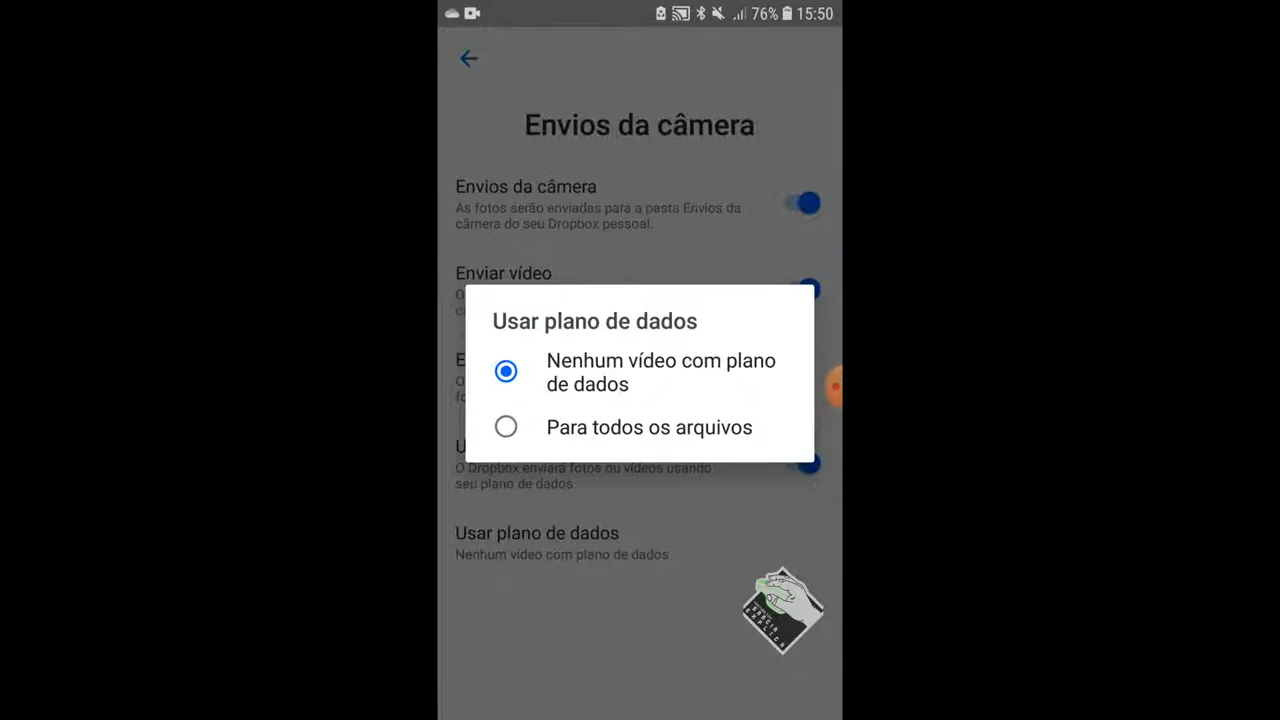 76% 15:50
Envios da câmera
Envios da câmera
As fotos serão enviadas para a pasta Envios da
câmera do seu Dropbox pessoal.
Enviar vídeo
Usar plano de dados
Nenhum vídeo com plano
de dados
Para todos os arquivos
O Dropbox enviará fotos ou vídeos usando
seu plano de dados
Usar plano de dados
Nenhum vídeo com plano de dados
GRACIA
EXPLICA